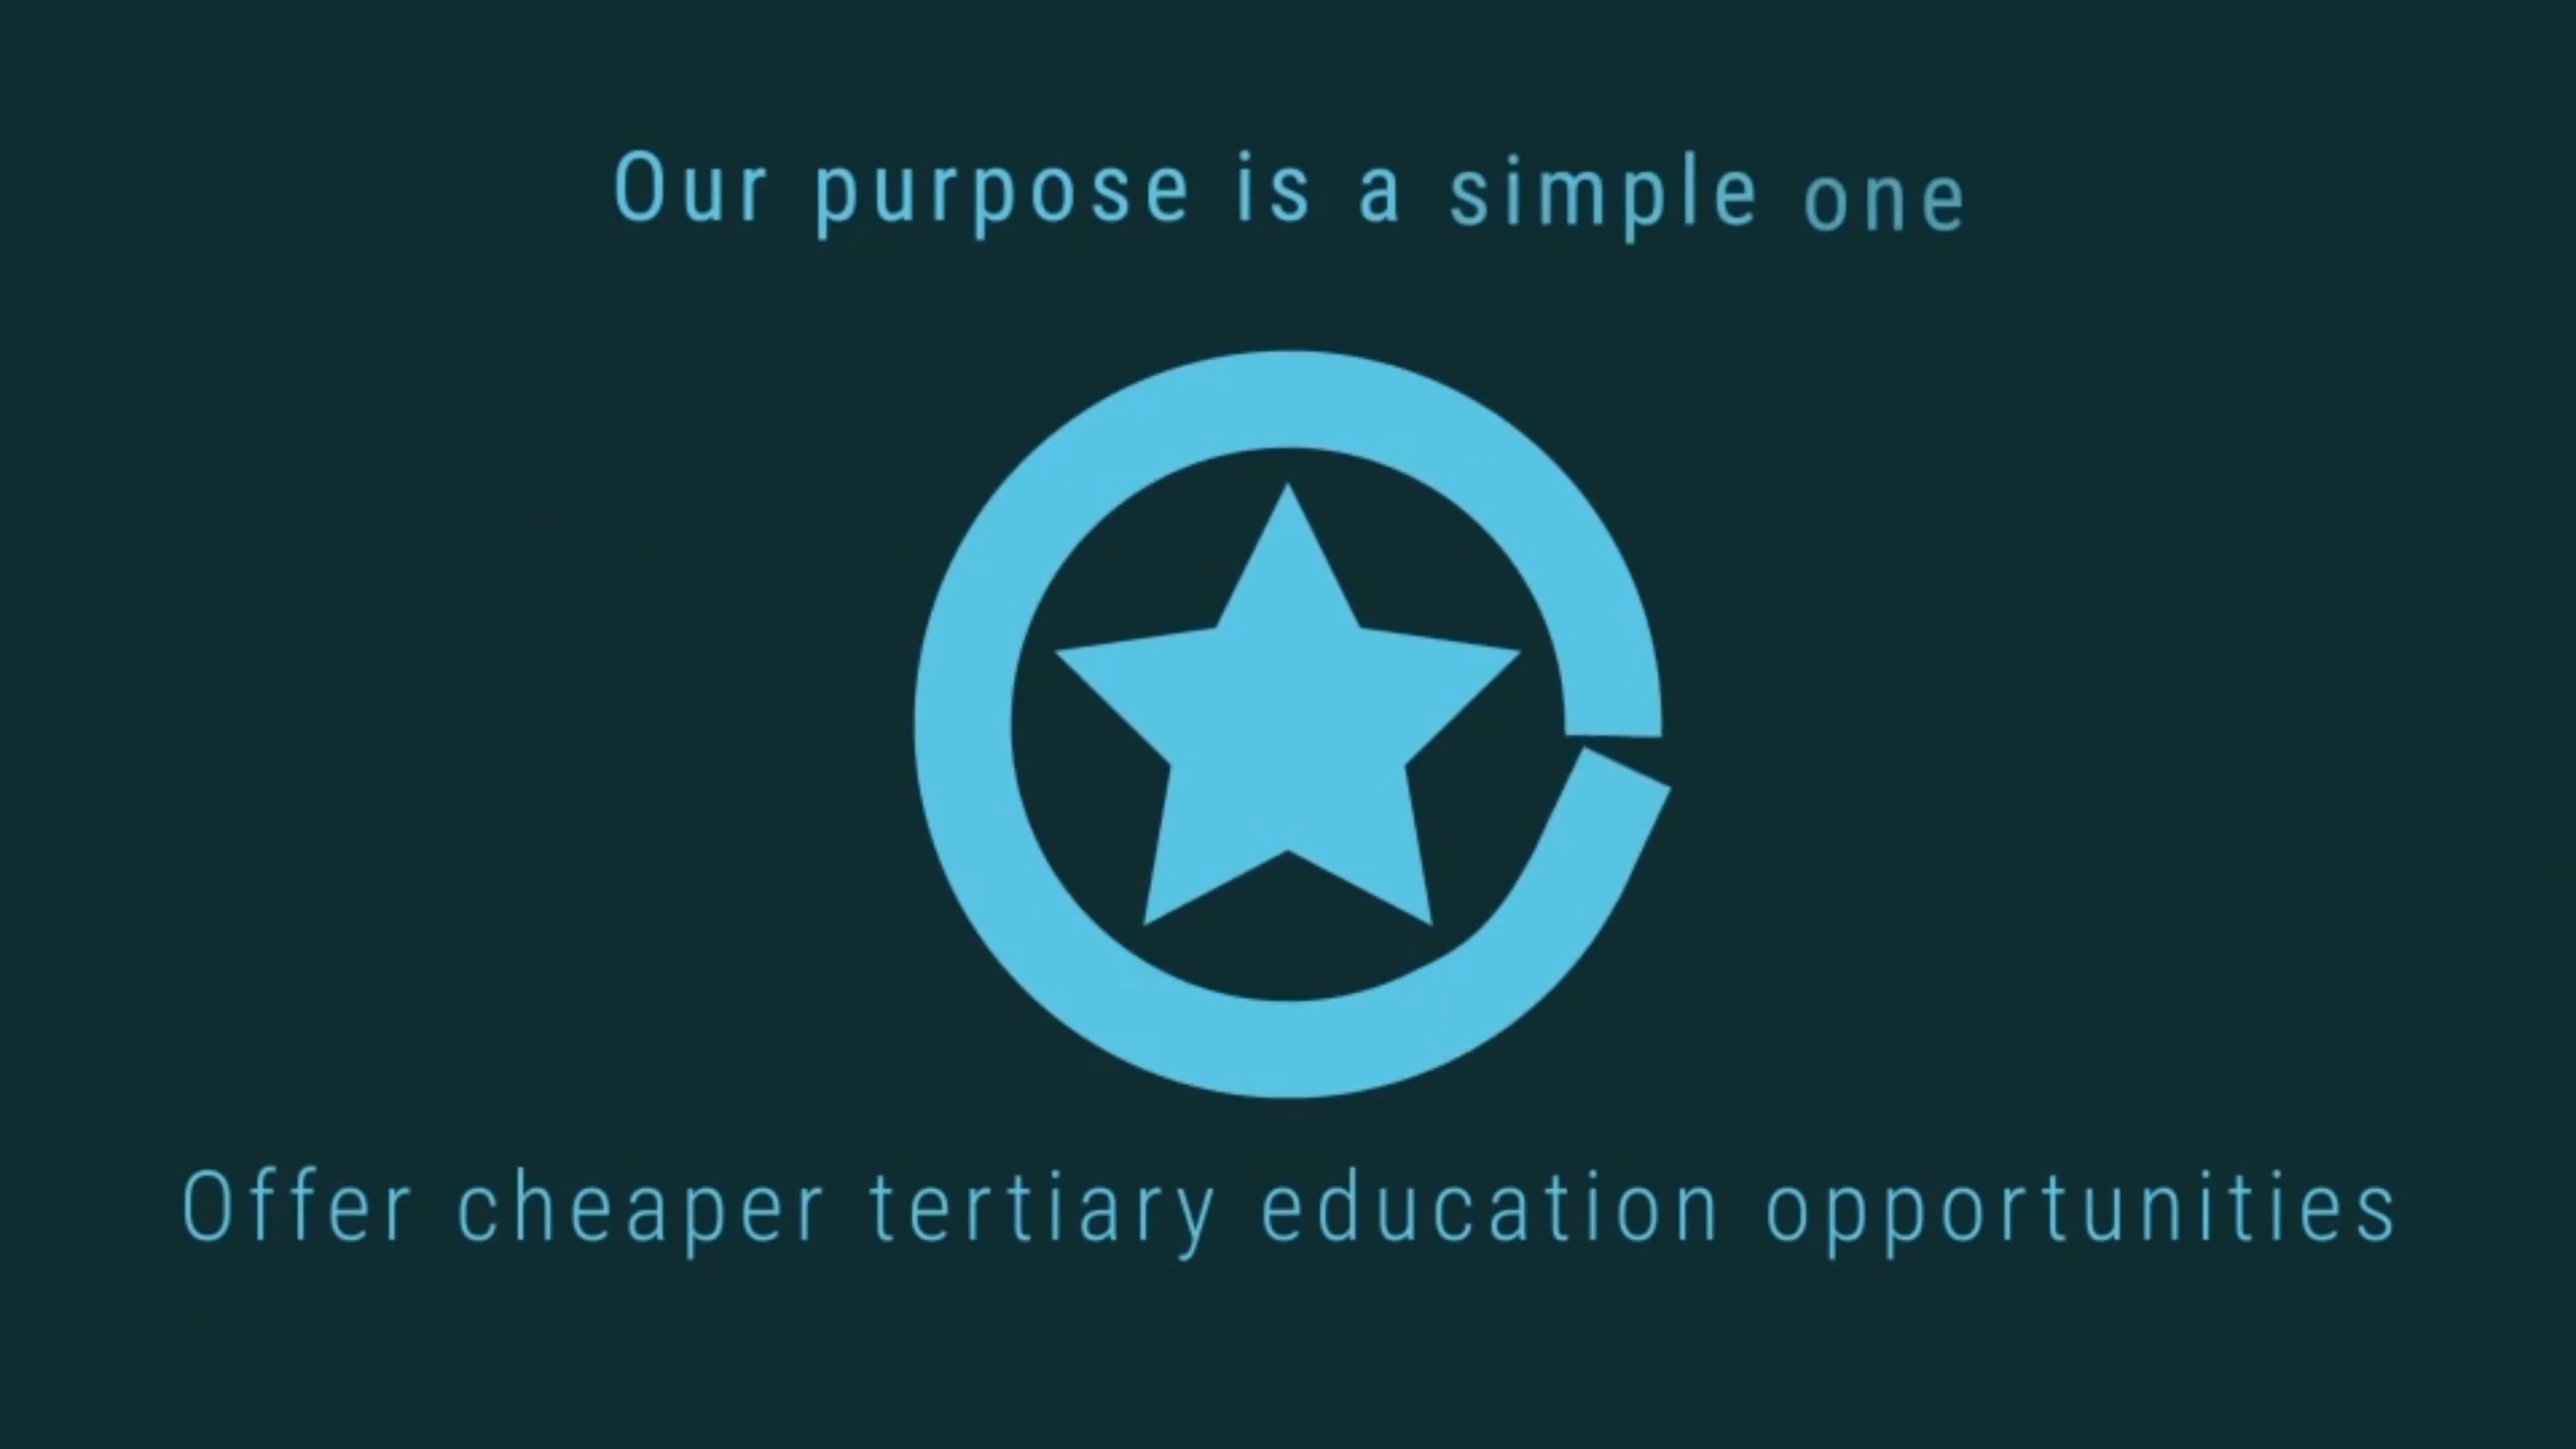 Our purpose is a simple one
Offer cheaper tertiary education opportunities